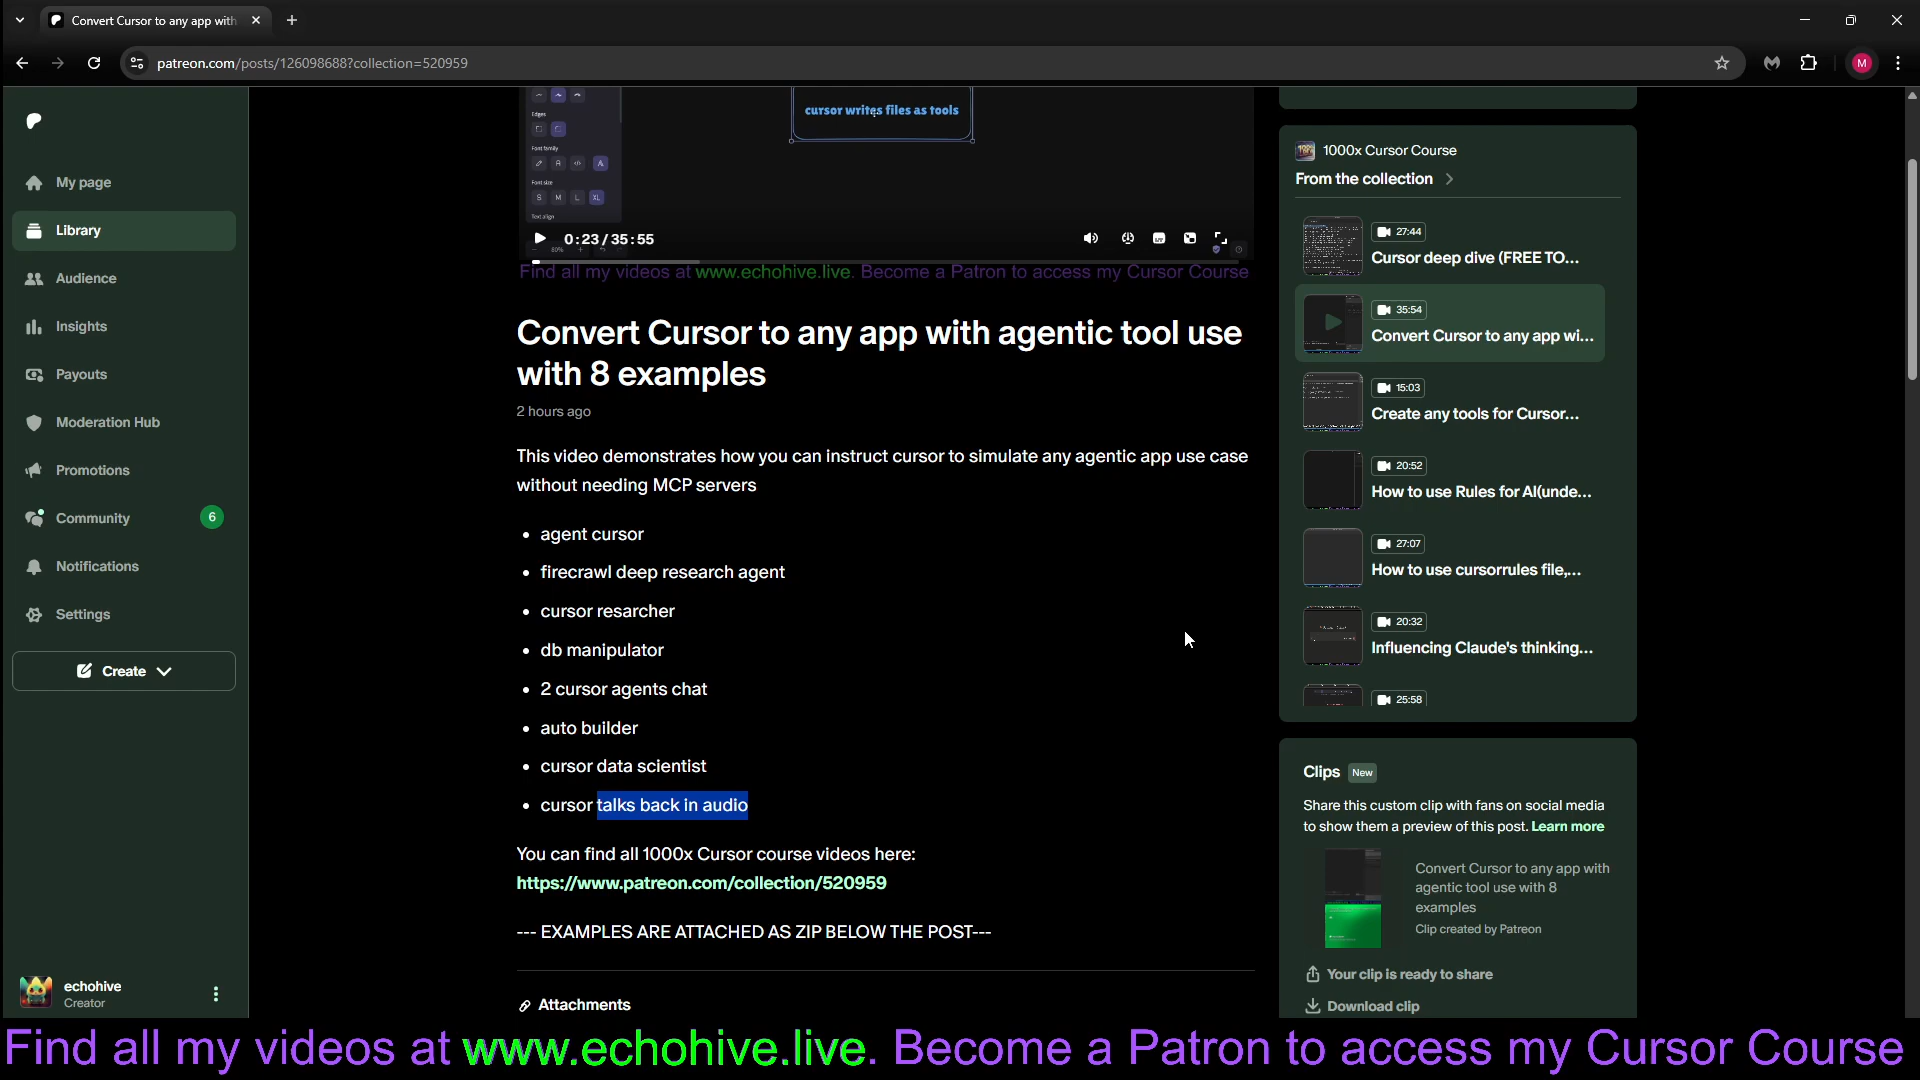 Convert Cursor to any app with
patreon.com/posts/126098688?collection=520959
M
My page
Library
Audience
Insights
Payouts
Moderation Hub
Promotions
Community
6
Notifications
Settings
Create
echohive
Creator
Edges
Font family
Font size
S M L XL
Text align
cursor writes files as tools
0:23/35:55
Find all my videos at www.echohive.live. Become a Patron to access my Cursor Course
Convert Cursor to any app with agentic tool use
with 8 examples
2 hours ago
This video demonstrates how you can instruct cursor to simulate any agentic app use case
without needing MCP servers
• agent cursor
• firecrawl deep research agent
• cursor resarcher
• db manipulator
• 2 cursor agents chat
• auto builder
• cursor data scientist
• cursor talks back in audio
You can find all 1000x Cursor course videos here:
https://www.patreon.com/collection/520959
--- EXAMPLES ARE ATTACHED AS ZIP BELOW THE POST---
Attachments
1000x Cursor Course
From the collection
27:44
Cursor deep dive (FREE TO...
35:54
Convert Cursor to any app wi...
15:03
Create any tools for Cursor...
20:52
How to use Rules for AI(unde...
27:07
How to use cursorrules file,...
20:32
Influencing Claude's thinking...
25:58
Clips New
Share this custom clip with fans on social media
to show them a preview of this post. Learn more
Convert Cursor to any app with
agentic tool use with 8
examples
Clip created by Patreon
Your clip is ready to share
Download clip
Find all my videos at www.echohive.live. Become a Patron to access my Cursor Course